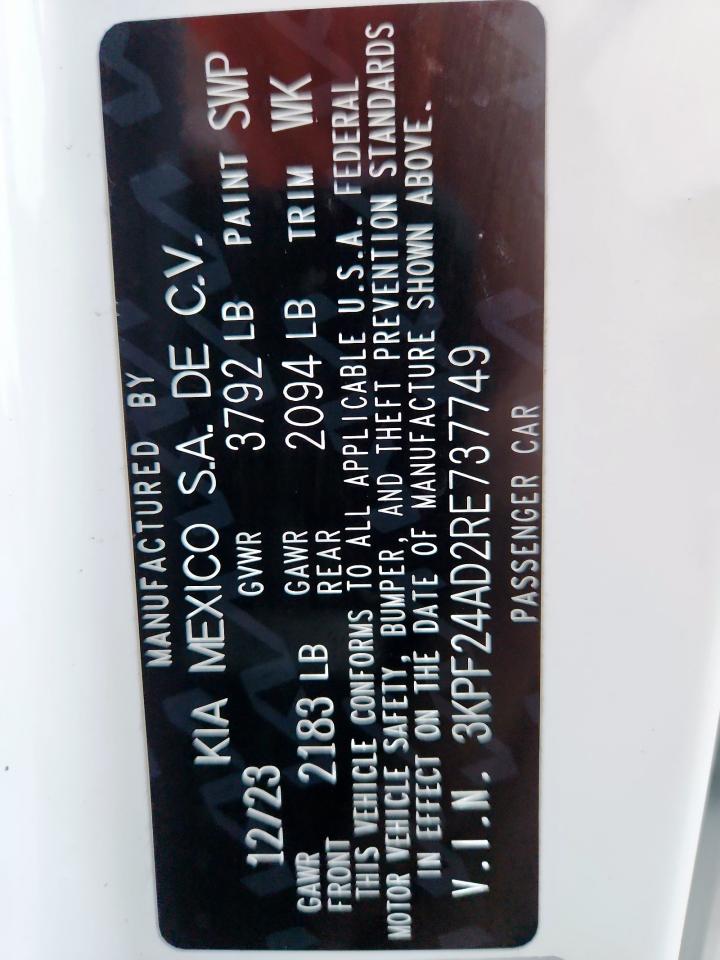 MANUFACTURED BY
KIA MEXICO S.A. DE C.V.
12/23 GVWR 3792 LB PAINT SWP
GAWR FRONT 2183 LB GAWR REAR 2094 LB TRIM WK
THIS VEHICLE CONFORMS TO ALL APPLICABLE U.S.A. FEDERAL
MOTOR VEHICLE SAFETY, BUMPER, AND THEFT PREVENTION STANDARDS
IN EFFECT ON THE DATE OF MANUFACTURE SHOWN ABOVE.
V.I.N. 3KPF24AD2RE737749
PASSENGER CAR